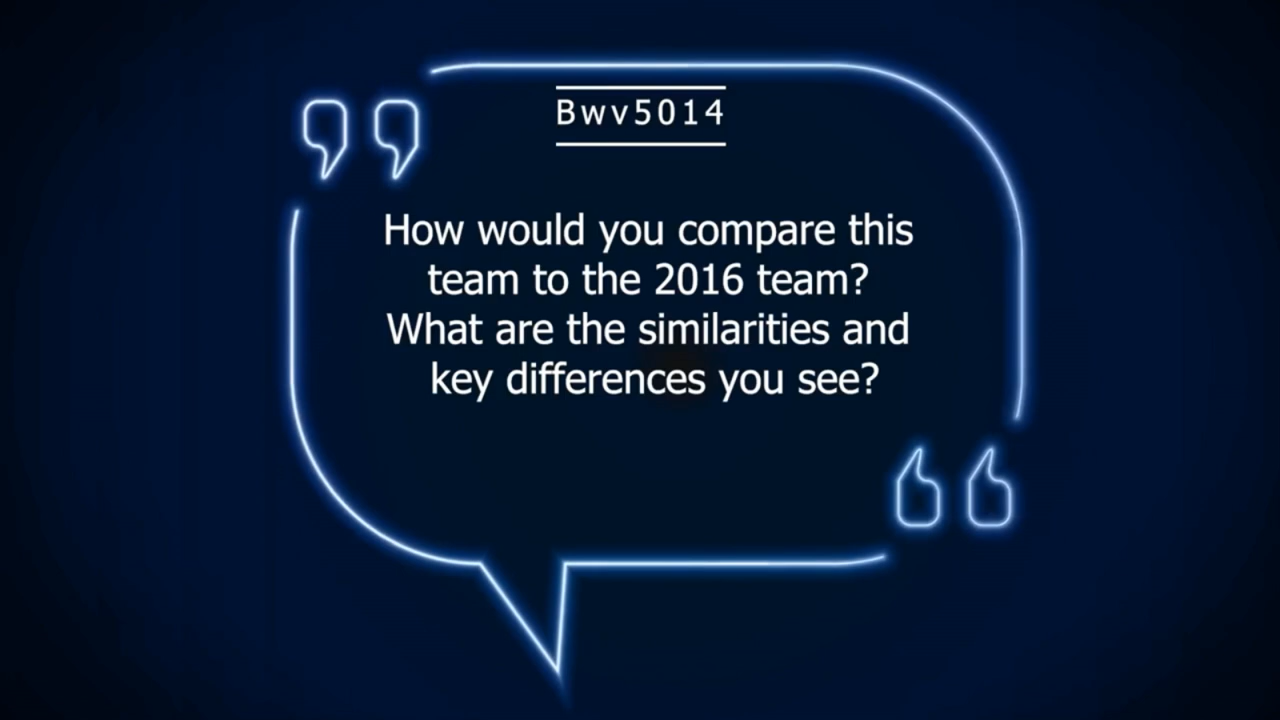 Bwv5014
How would you compare this
team to the 2016 team?
What are the similarities and
key differences you see?